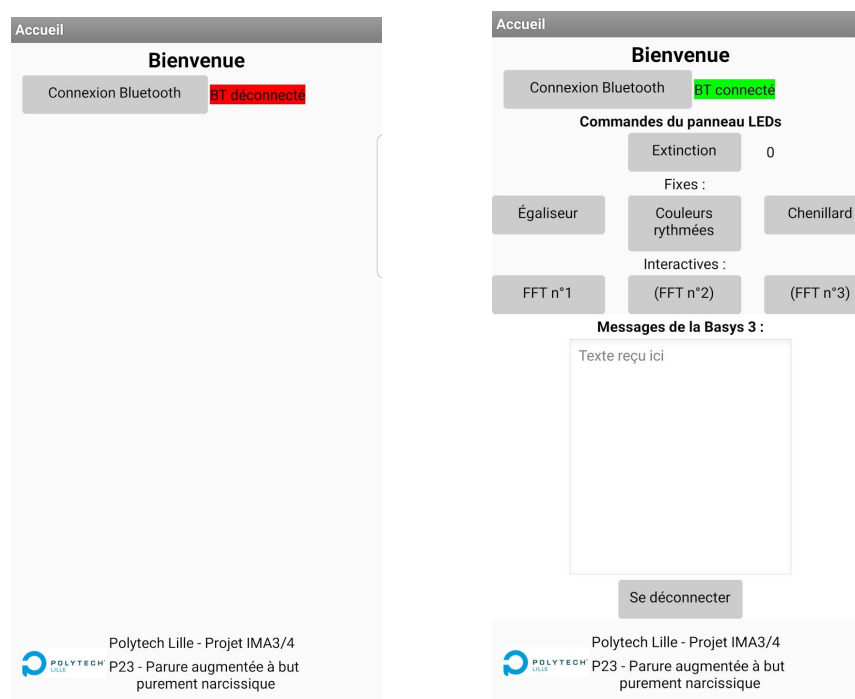 Accueil
Bienvenue
Connexion Bluetooth
BT déconnecté
Polytech Lille - Projet IMA3/4
POLYTECH
LILLE
P23 - Parure augmentée à but
purement narcissique
Accueil
Bienvenue
Connexion Bluetooth
BT connecté
Commandes du panneau LEDs
Extinction
0
Fixes :
Égaliseur
Couleurs
rythmées
Chenillard
Interactives :
FFT n°1
(FFT n°2)
(FFT n°3)
Messages de la Basys 3 :
Texte reçu ici
Se déconnecter
Polytech Lille - Projet IMA3/4
POLYTECH
LILLE
P23 - Parure augmentée à but
purement narcissique